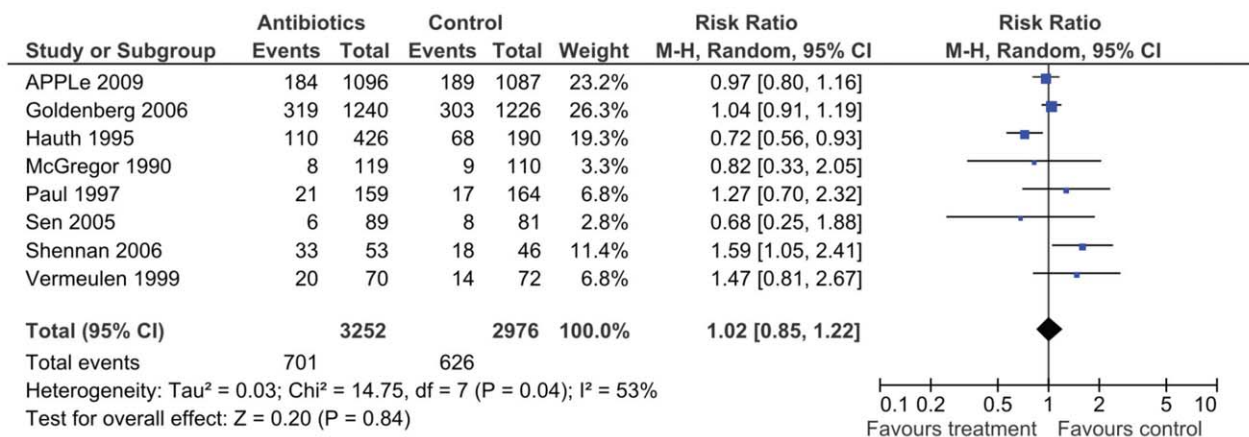 Antibiotics Control Risk Ratio Risk Ratio
Study or Subgroup Events Total Events Total Weight M-H, Random, 95% CI M-H, Random, 95% CI
APPLe 2009 184 1096 189 1087 23.2% 0.97 [0.80, 1.16]
Goldenberg 2006 319 1240 303 1226 26.3% 1.04 [0.91, 1.19]
Hauth 1995 110 426 68 190 19.3% 0.72 [0.56, 0.93]
McGregor 1990 8 119 9 110 3.3% 0.82 [0.33, 2.05]
Paul 1997 21 159 17 164 6.8% 1.27 [0.70, 2.32]
Sen 2005 6 89 8 81 2.8% 0.68 [0.25, 1.88]
Shennan 2006 33 53 18 46 11.4% 1.59 [1.05, 2.41]
Vermeulen 1999 20 70 14 72 6.8% 1.47 [0.81, 2.67]
Total (95% CI) 3252 2976 100.0% 1.02 [0.85, 1.22]
Total events 701 626
Heterogeneity: Tau² = 0.03; Chi² = 14.75, df = 7 (P = 0.04); I² = 53%
Test for overall effect: Z = 0.20 (P = 0.84)
0.1 0.2 0.5 1 2 5 10
Favours treatment Favours control